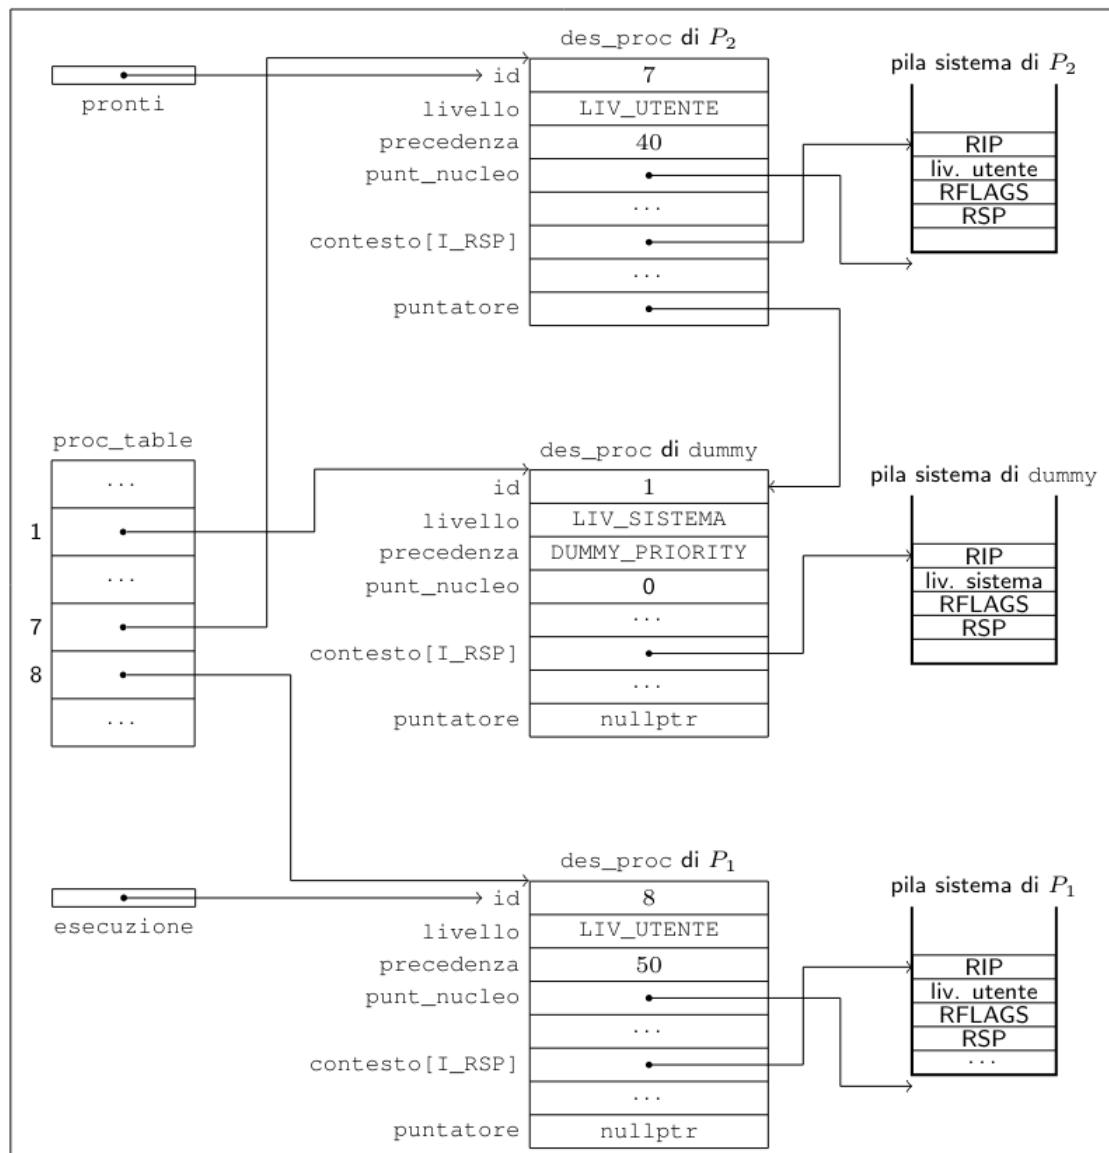 des_proc di P2
pila sistema di P2
pronti
id 7
livello LIV_UTENTE
precedenza 40
punt_nucleo
...
contesto[I_RSP]
...
puntatore
RIP
liv. utente
RFLAGS
RSP
proc_table
...
1
...
7
8
...
des_proc di dummy
pila sistema di dummy
id 1
livello LIV_SISTEMA
precedenza DUMMY_PRIORITY
punt_nucleo 0
...
contesto[I_RSP]
...
puntatore nullptr
RIP
liv. sistema
RFLAGS
RSP
des_proc di P1
pila sistema di P1
esecuzione
id 8
livello LIV_UTENTE
precedenza 50
punt_nucleo
...
contesto[I_RSP]
...
puntatore nullptr
RIP
liv. utente
RFLAGS
RSP
...